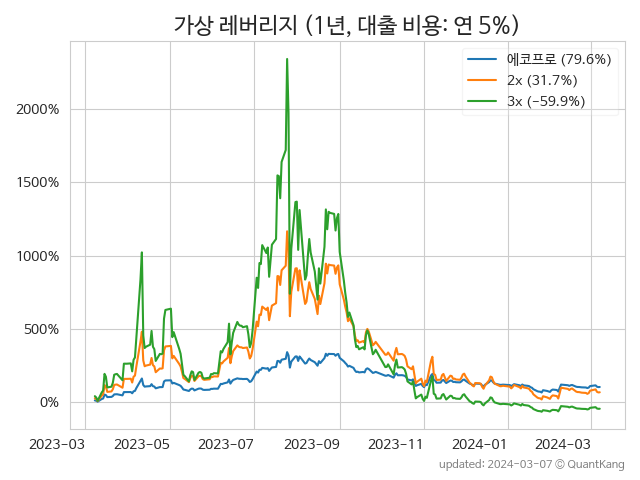 가상 레버리지 (1년, 대출 비용: 연 5%)
에코프로 (79.6%)
2x (31.7%)
3x (−59.9%)
2000%
1500%
1000%
500%
0%
2023-03 2023-05 2023-07 2023-09 2023-11 2024-01 2024-03
updated: 2024-03-07 © QuantKang